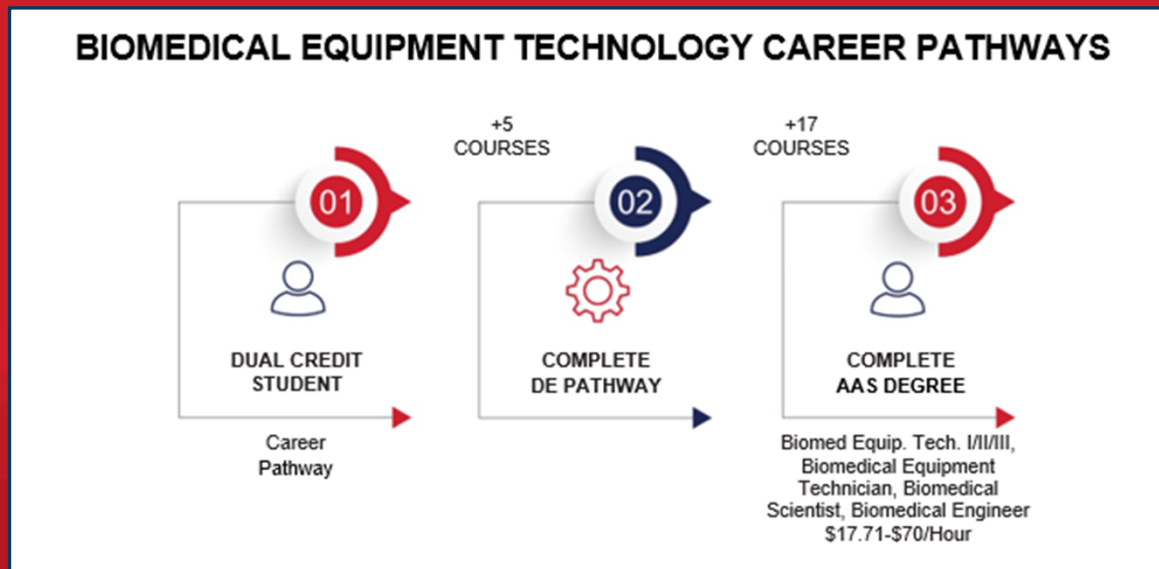 BIOMEDICAL EQUIPMENT TECHNOLOGY CAREER PATHWAYS
+5
COURSES
+17
COURSES
01
02
03
DUAL CREDIT
STUDENT
COMPLETE
DE PATHWAY
COMPLETE
AAS DEGREE
Career
Pathway
Biomed Equip. Tech. I/II/III,
Biomedical Equipment
Technician, Biomedical
Scientist, Biomedical Engineer
$17.71-$70/Hour